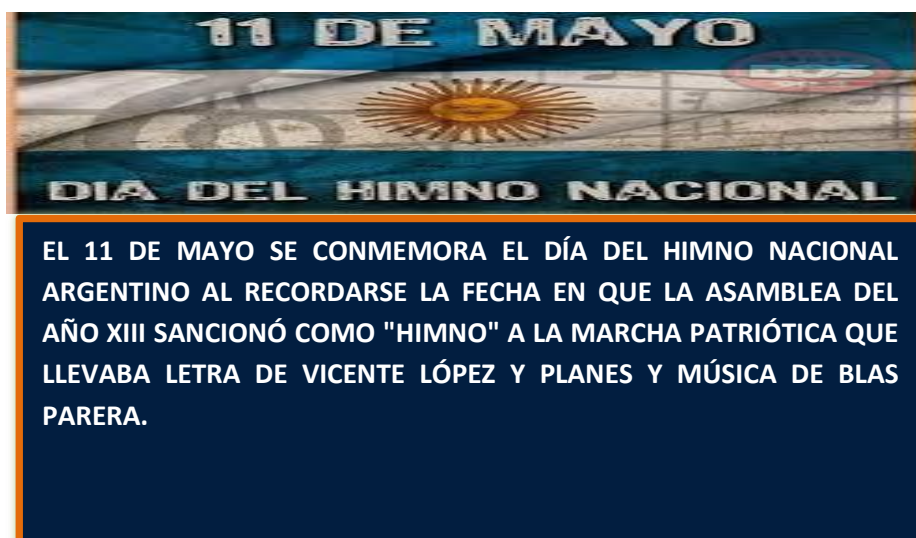 11 DE MAYO
DIA DEL HIMNO NACIONAL
EL 11 DE MAYO SE CONMEMORA EL DÍA DEL HIMNO NACIONAL
ARGENTINO AL RECORDARSE LA FECHA EN QUE LA ASAMBLEA DEL
AÑO XIII SANCIONÓ COMO "HIMNO" A LA MARCHA PATRIÓTICA QUE
LLEVABA LETRA DE VICENTE LÓPEZ Y PLANES Y MÚSICA DE BLAS
PARERA.